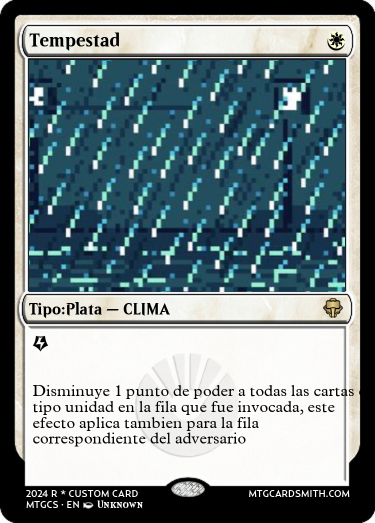 Tempestad
Tipo:Plata — CLIMA
Disminuye 1 punto de poder a todas las cartas
tipo unidad en la fila que fue invocada, este
efecto aplica tambien para la fila
correspondiente del adversario
2024 R * CUSTOM CARD
MTGCS · EN UNKNOWN
MTGCARDSMITH.COM